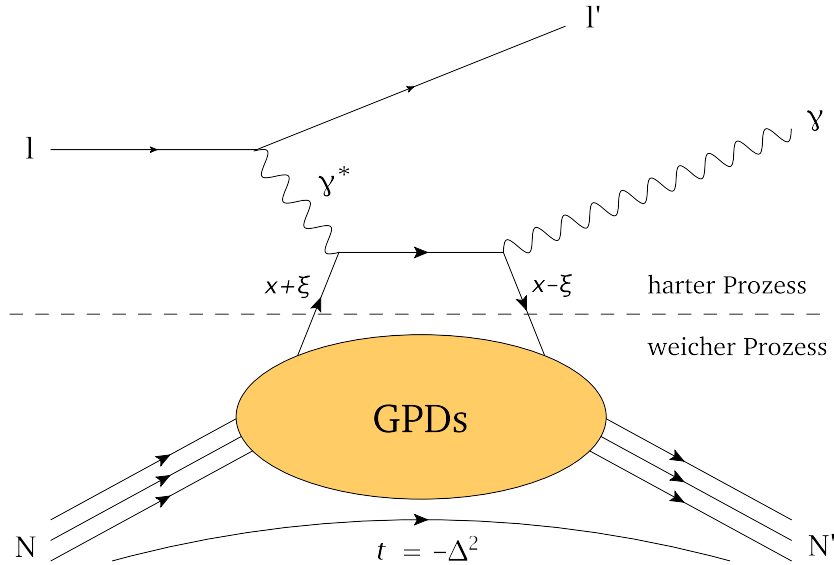 l'
l
γ
γ*
x+ξ
x−ξ
harter Prozess
weicher Prozess
GPDs
N
N'
t = −Δ²